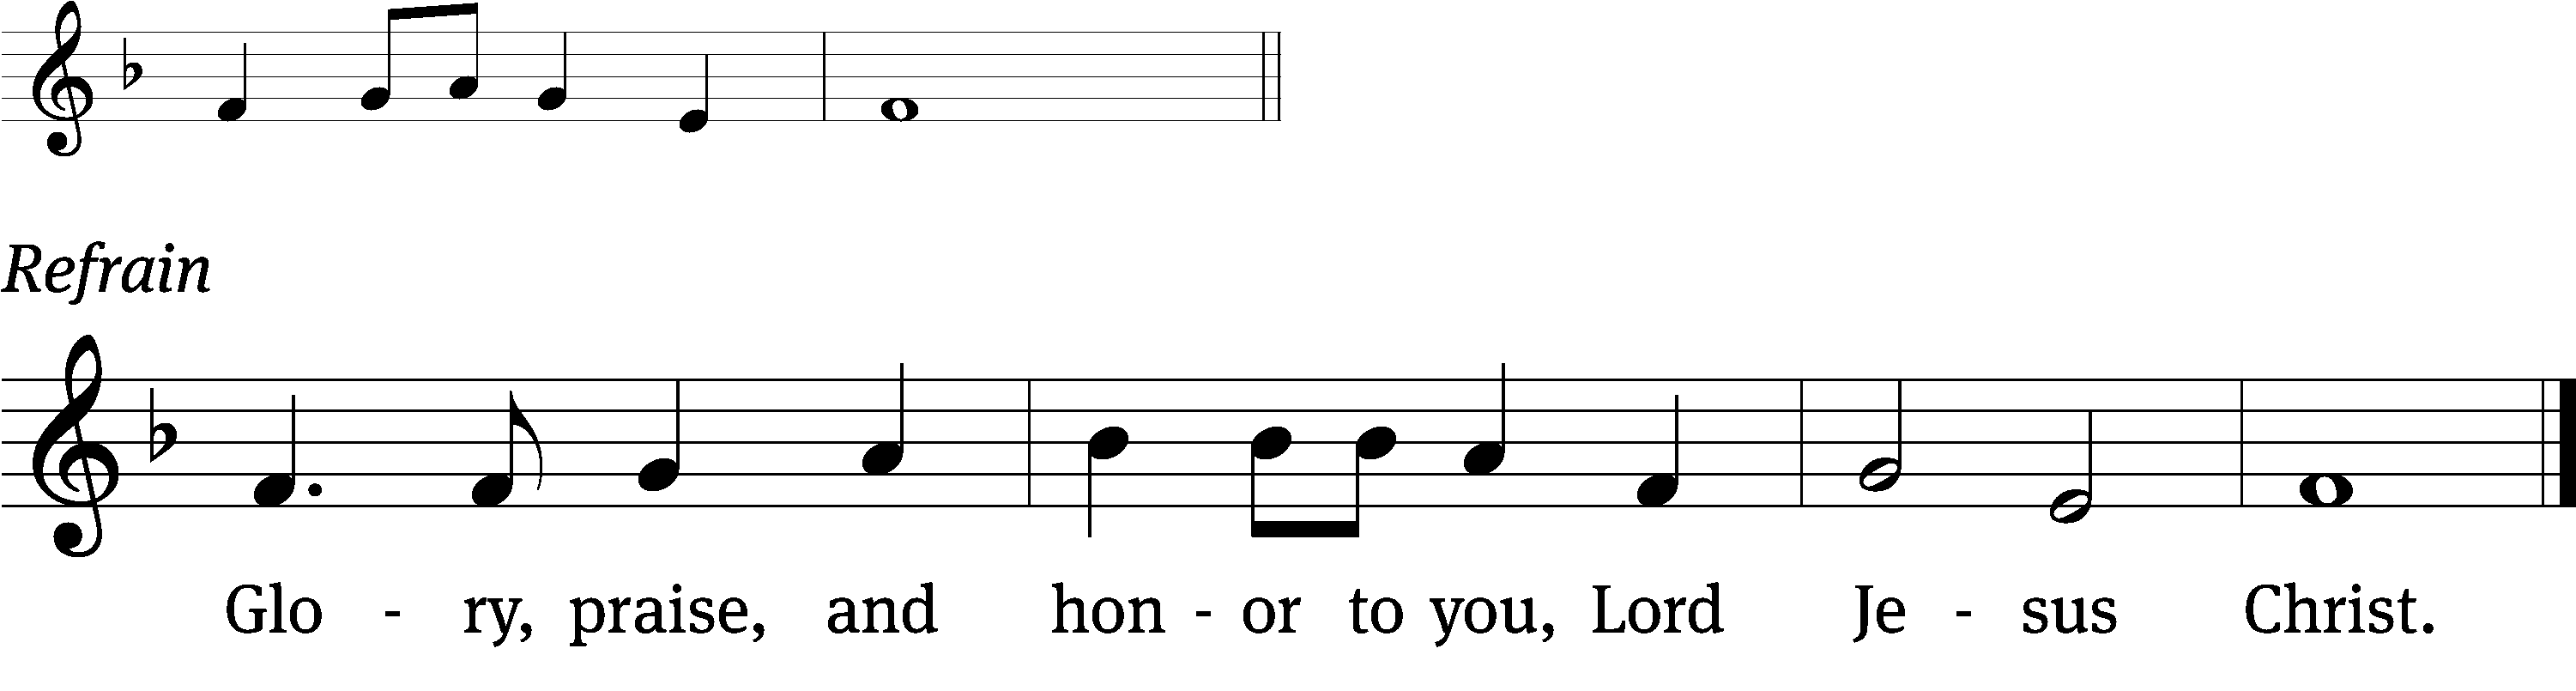 Refrain
Glo - ry, praise, and hon - or to you, Lord Je - sus Christ.